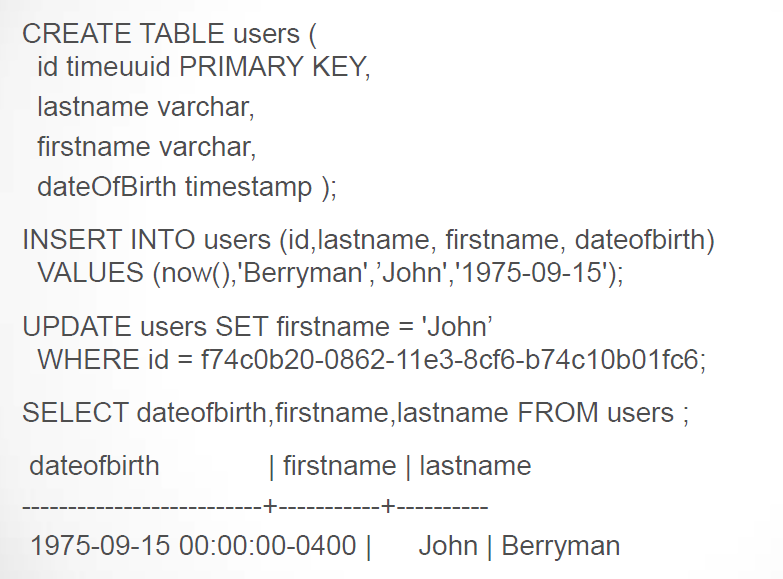 CREATE TABLE users (
id timeuuid PRIMARY KEY,
lastname varchar,
firstname varchar,
dateOfBirth timestamp );
INSERT INTO users (id,lastname, firstname, dateofbirth)
VALUES (now(),'Berryman',’John','1975-09-15');
UPDATE users SET firstname = 'John’
WHERE id = f74c0b20-0862-11e3-8cf6-b74c10b01fc6;
SELECT dateofbirth,firstname,lastname FROM users ;
dateofbirth | firstname | lastname
--------------------------+-----------+----------
1975-09-15 00:00:00-0400 | John | Berryman